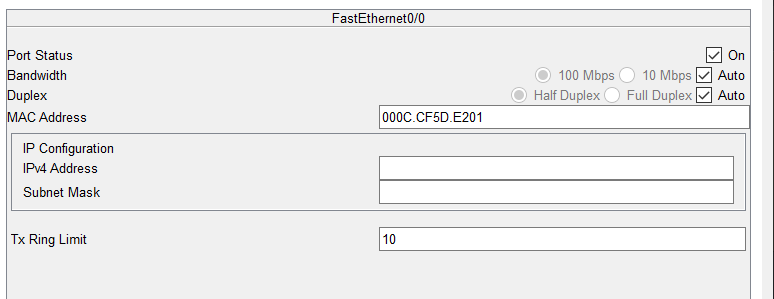 FastEthernet0/0
Port Status On
Bandwidth 100 Mbps 10 Mbps Auto
Duplex Half Duplex Full Duplex Auto
MAC Address 000C.CF5D.E201
IP Configuration
IPv4 Address
Subnet Mask
Tx Ring Limit 10